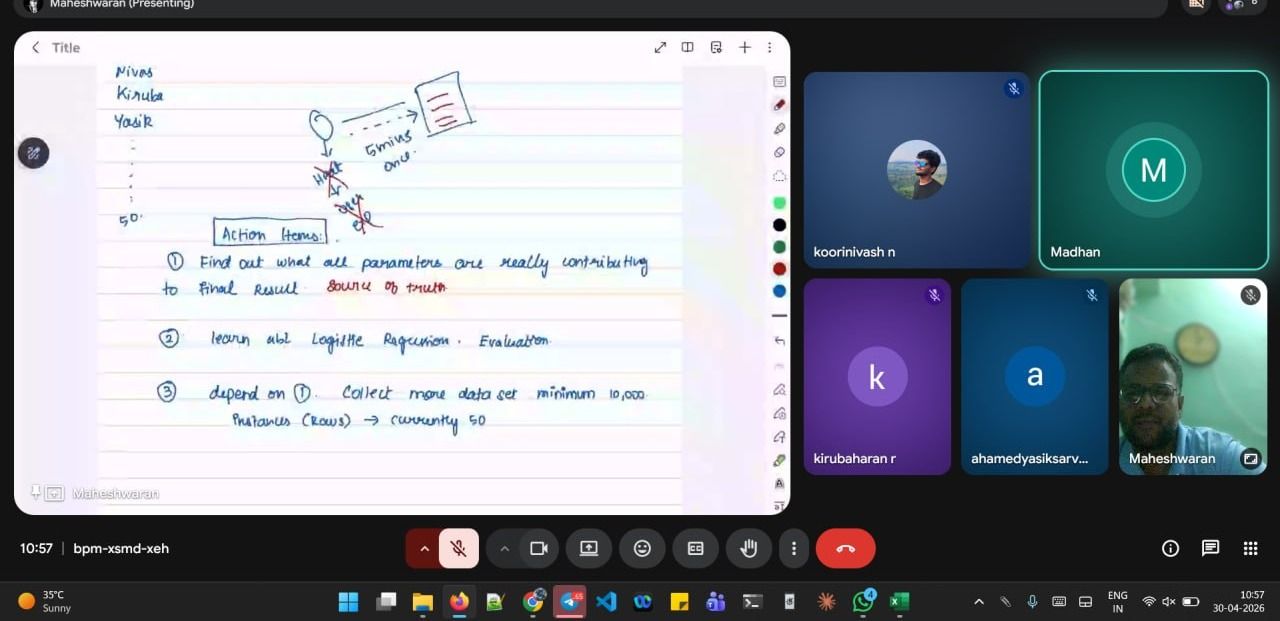 Maheshwaran (Presenting)
Title
Nivas
Kiruba
Yasik
50.
5 mins
once.
Action Items:
① Find out what all parameters are really contributing
to final Result source of truth
② learn abt Logistic Regression. Evaluation.
③ depend on ①. Collect more data set minimum 10,000
Instances (Rows) → currently 50
Maheshwaran
koorinivash n
M
Madhan
k
kirubaharan r
a
ahamedyasiksarv...
Maheshwaran
10:57 | bpm-xsmd-xeh
35°C
Sunny
ENG
IN
10:57
30-04-2026